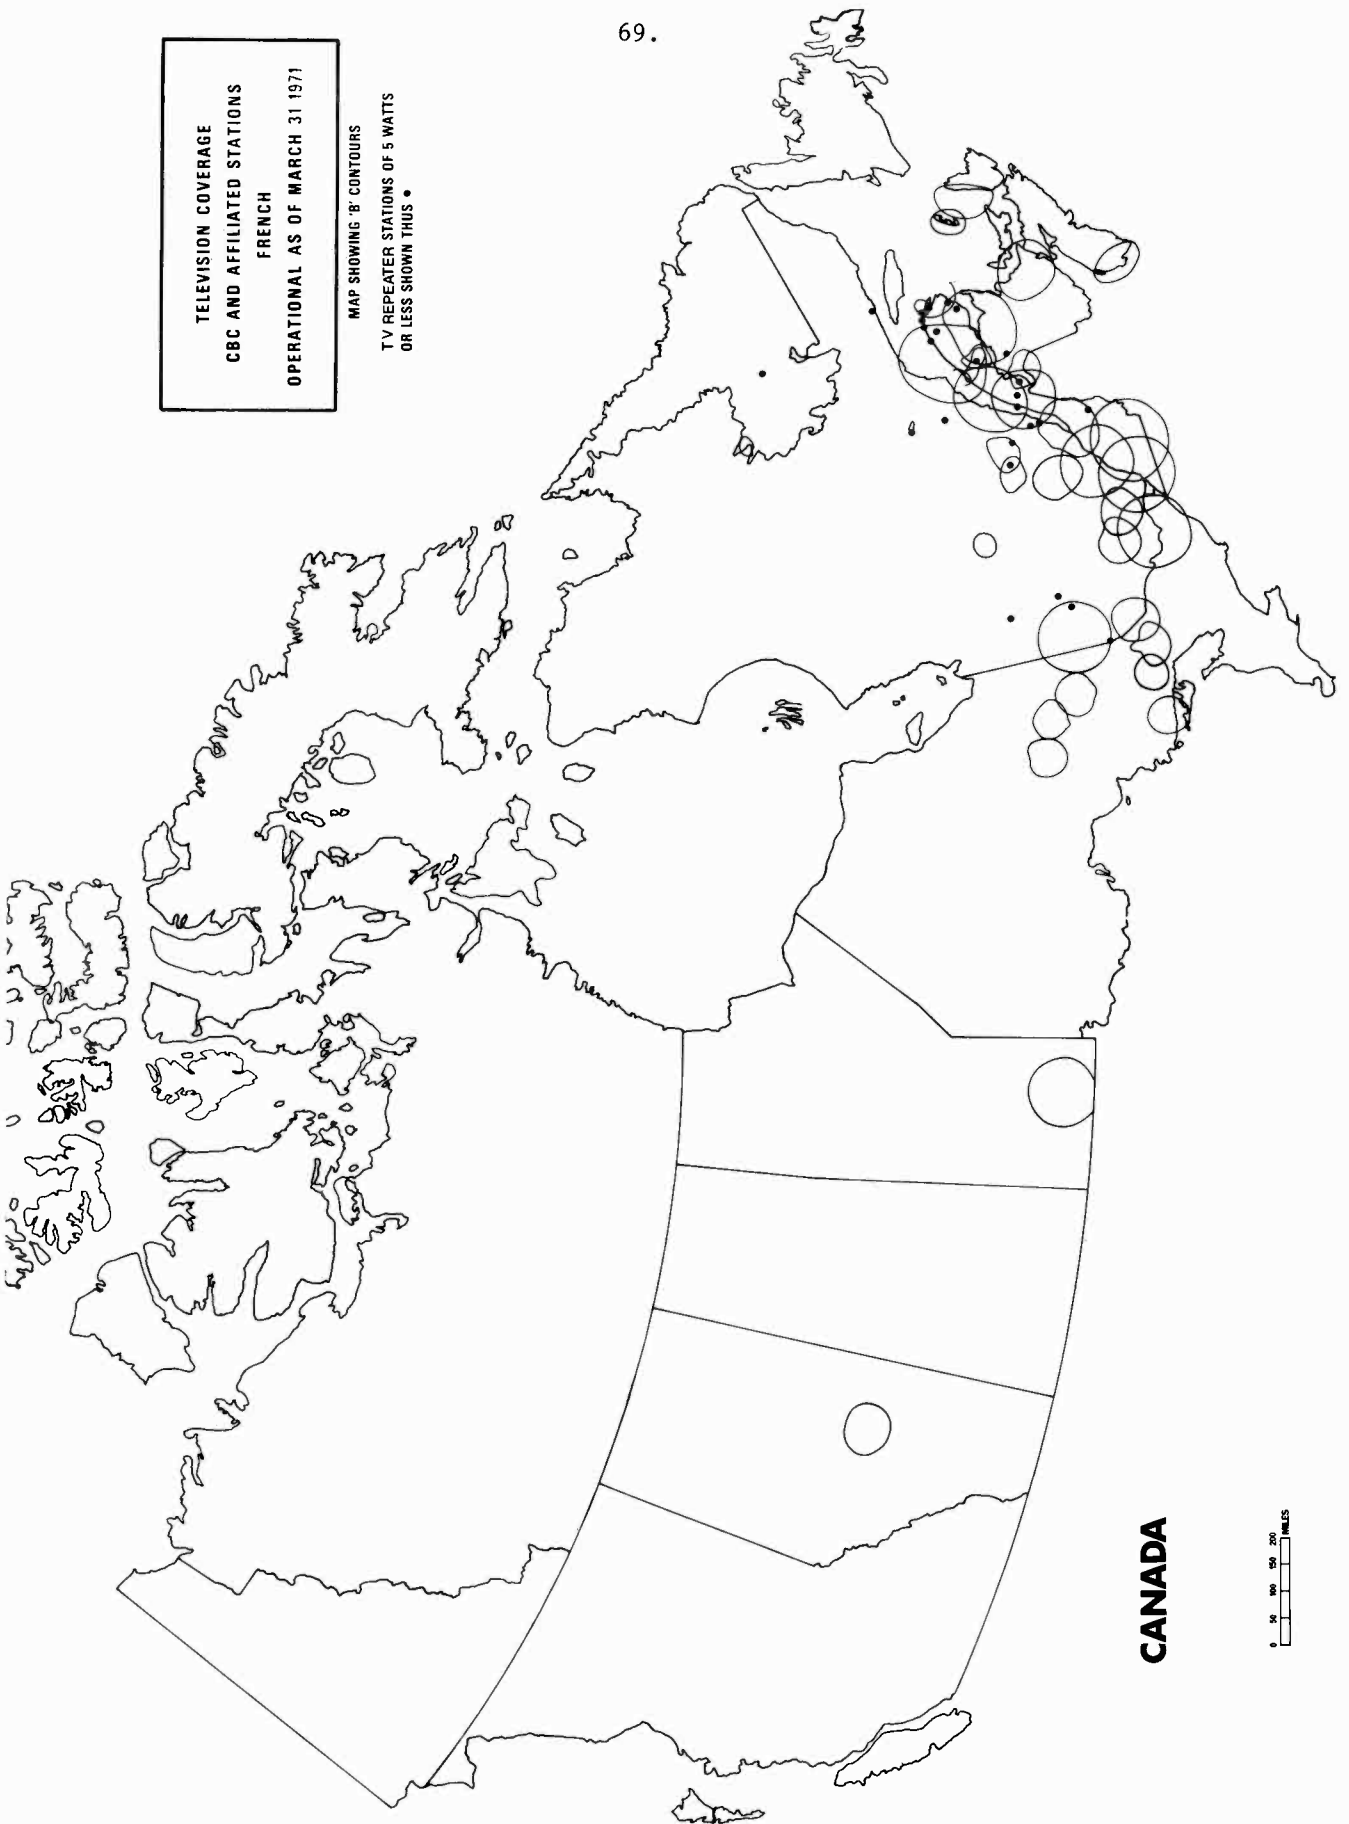 69.
TELEVISION COVERAGE
CBC AND AFFILIATED STATIONS
FRENCH
OPERATIONAL AS OF MARCH 31 1971
MAP SHOWING 'B' CONTOURS
TV REPEATER STATIONS OF 5 WATTS
OR LESS SHOWN THUS •
CANADA
0 50 100 150 200
MILES